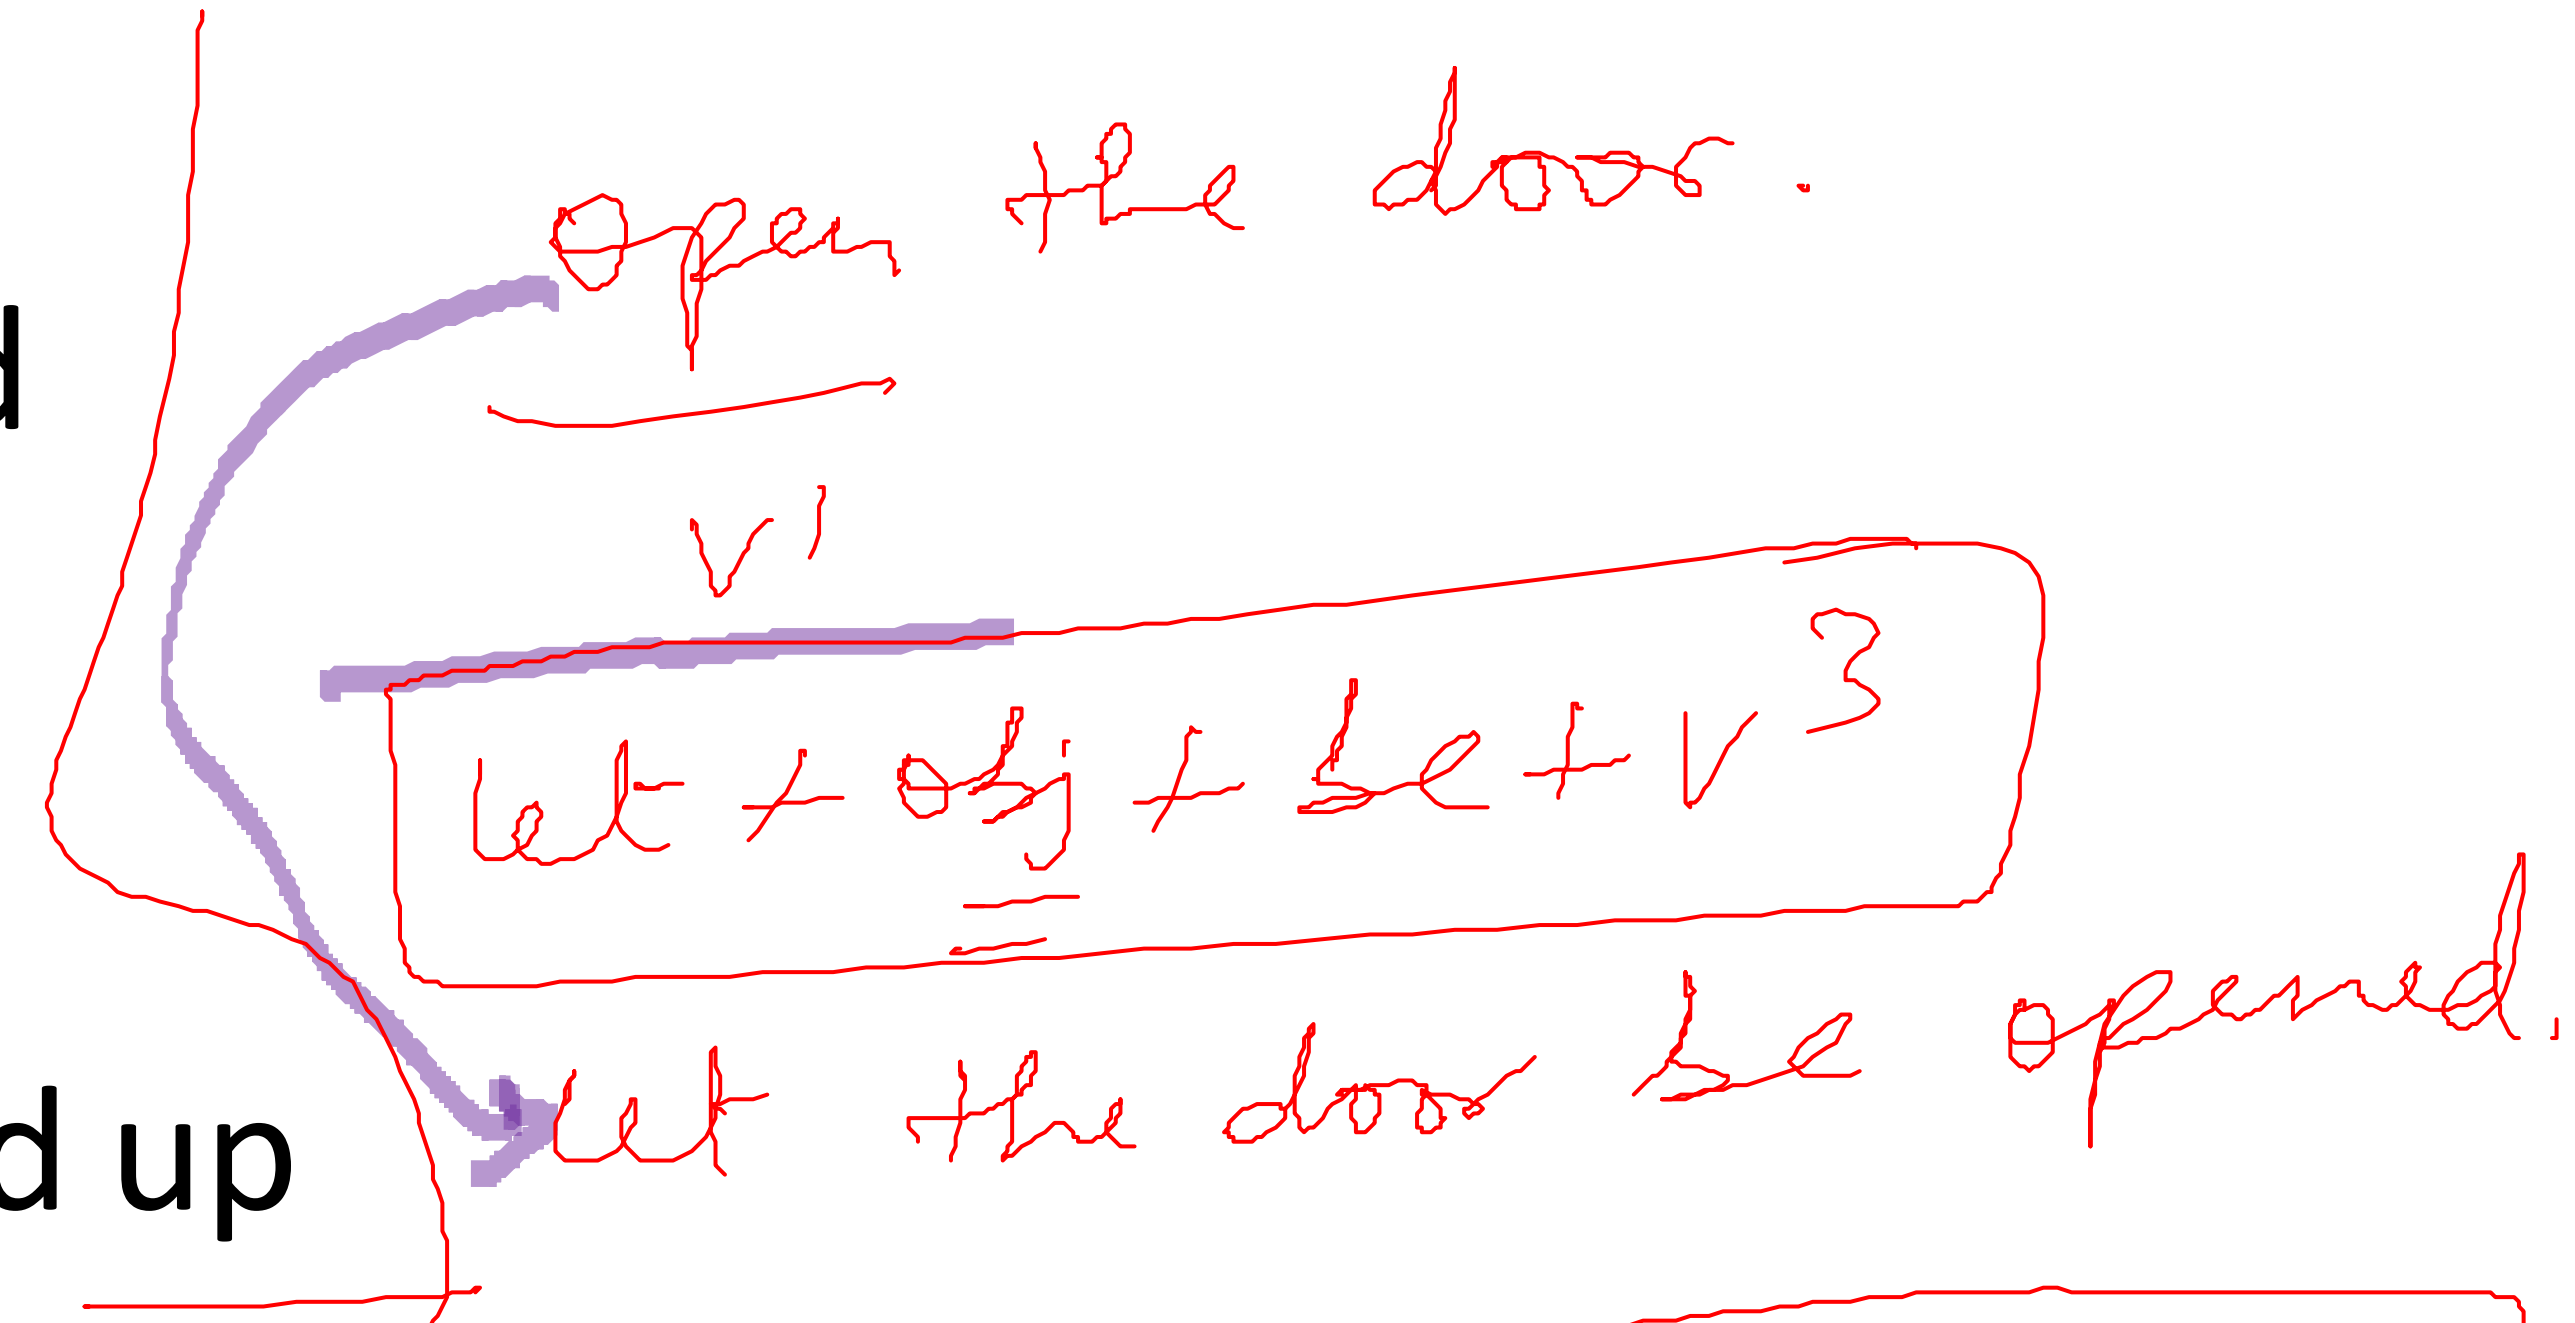 open the door.
d
V¹
let + obj + be + V³
let the door be opened.
d up